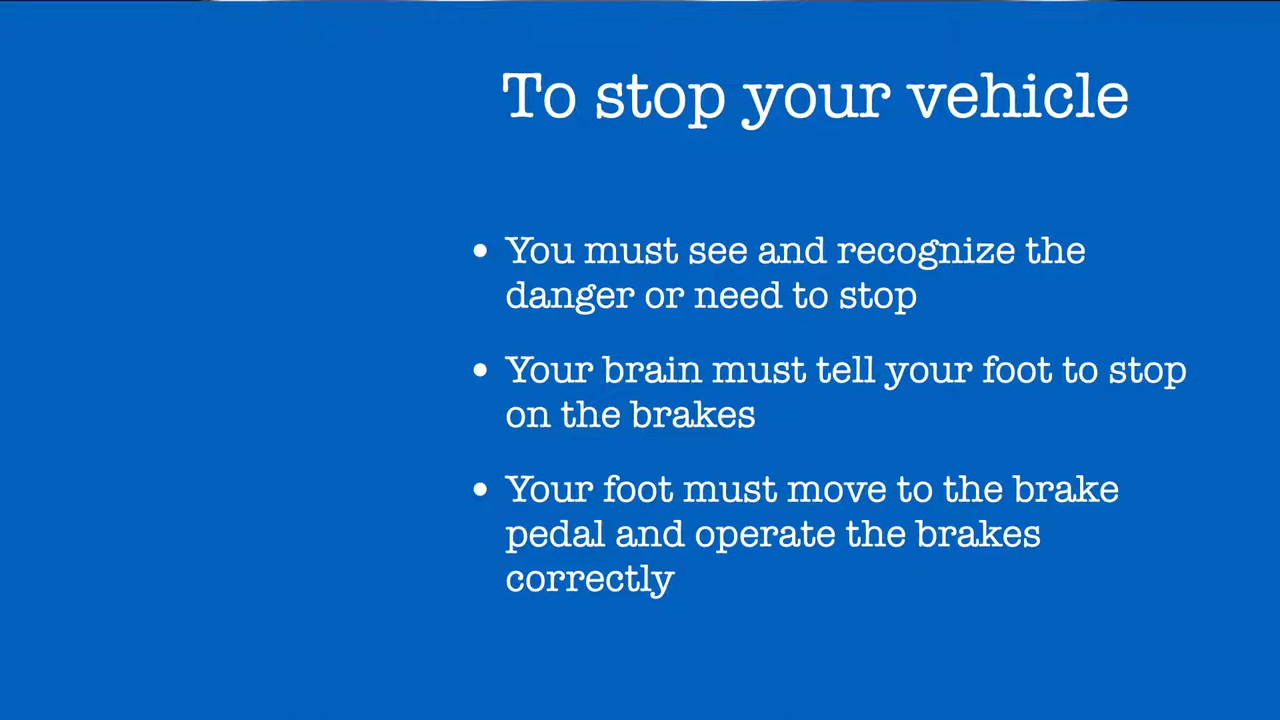 To stop your vehicle
• You must see and recognize the
danger or need to stop
• Your brain must tell your foot to stop
on the brakes
• Your foot must move to the brake
pedal and operate the brakes
correctly